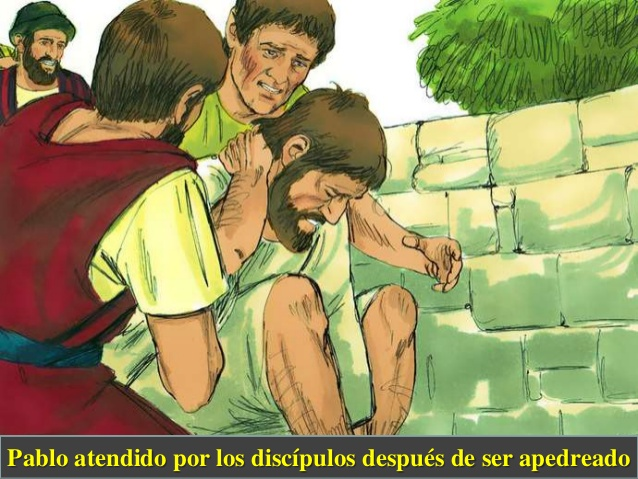 Pablo atendido por los discípulos después de ser apedreado